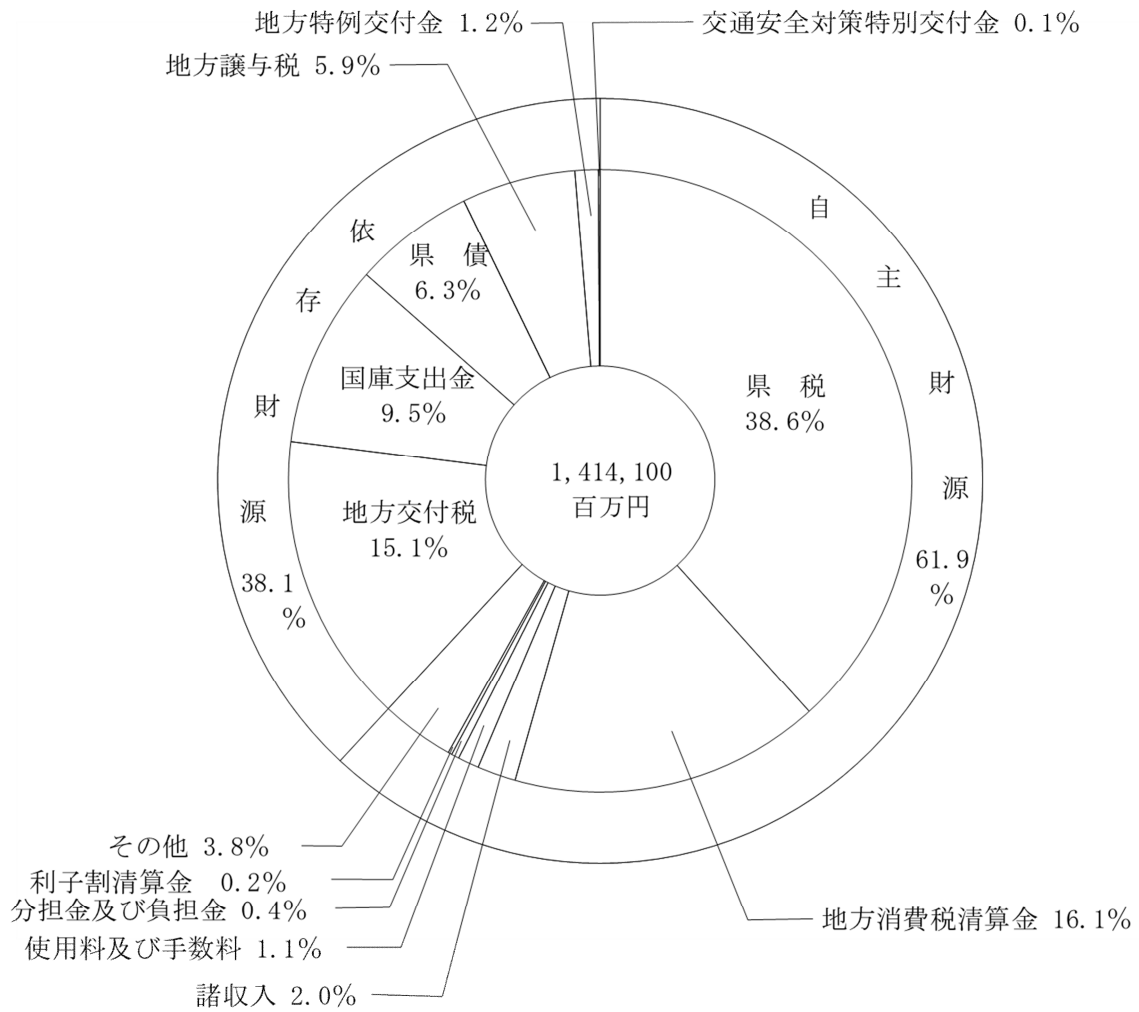 地方特例交付金 1.2%
交通安全対策特別交付金 0.1%
地方譲与税 5.9%
自主財源
61.9
%
依存財源
38.1
%
県税
38.6%
県債
6.3%
国庫支出金
9.5%
地方交付税
15.1%
1,414,100
百万円
その他 3.8%
利子割清算金 0.2%
分担金及び負担金 0.4%
使用料及び手数料 1.1%
諸収入 2.0%
地方消費税清算金 16.1%